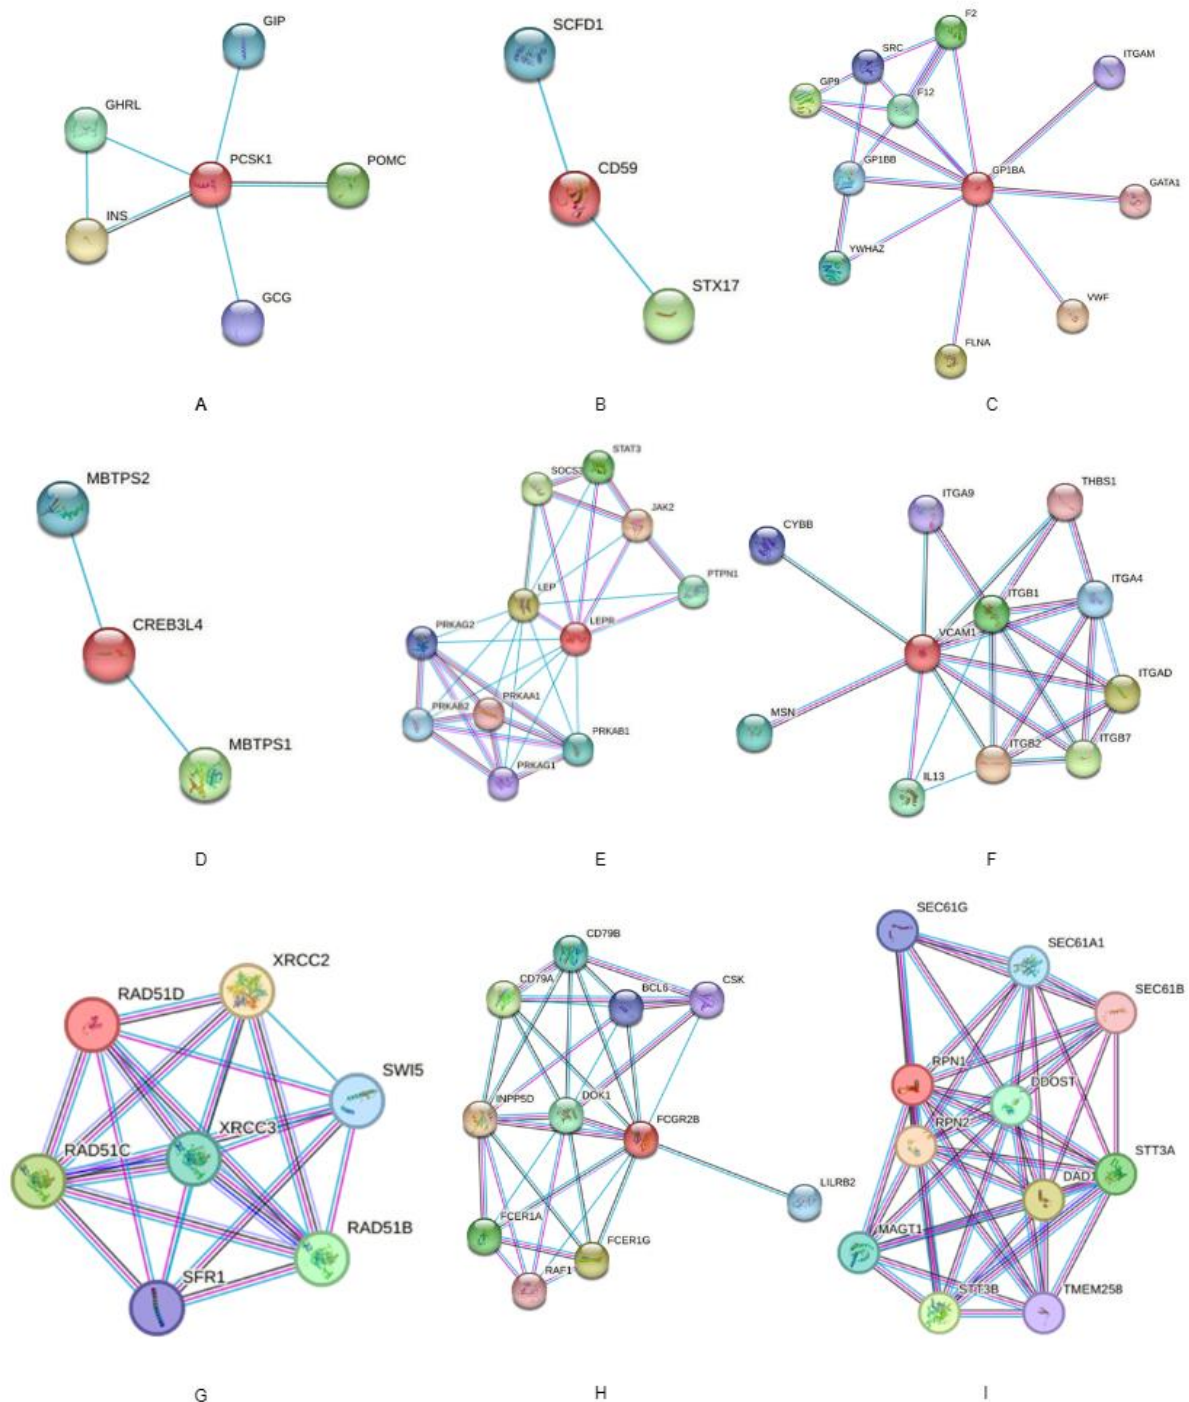 GIP
GHRL
PCSK1
POMC
INS
GCG
A
SCFD1
CD59
STX17
B
F2
SRC
ITGAM
GP9
F12
GP1BB
GP1BA
GATA1
YWHAZ
VWF
FLNA
C
MBTPS2
CREB3L4
MBTPS1
D
STAT3
SOCS3
JAK2
PTPN1
LEP
LEPR
PRKAG2
PRKAA1
PRKAB2
PRKAB1
PRKAG1
E
ITGA9
THBS1
CYBB
ITGA4
ITGB1
VCAM1
ITGAD
MSN
ITGB2
ITGB7
IL13
F
XRCC2
RAD51D
SWI5
XRCC3
RAD51C
RAD51B
SFR1
G
CD79B
CD79A
CSK
BCL6
INPP5D
DOK1
FCGR2B
LILRB2
FCER1A
FCER1G
RAF1
H
SEC61G
SEC61A1
SEC61B
RPN1
DDOST
RPN2
STT3A
DAD1
MAGT1
STT3B
TMEM258
I